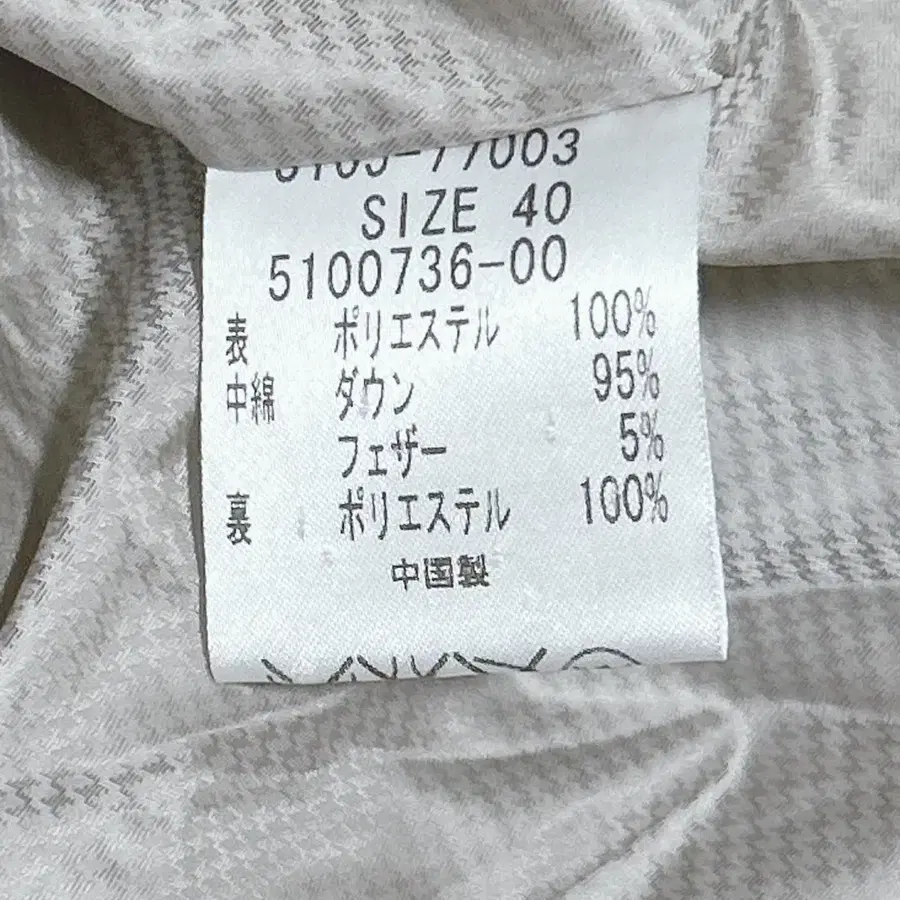 SIZE 40
5100736-00
表 ポリエステル 100%
中綿 ダウン 95%
フェザー 5%
裏 ポリエステル 100%
中国製